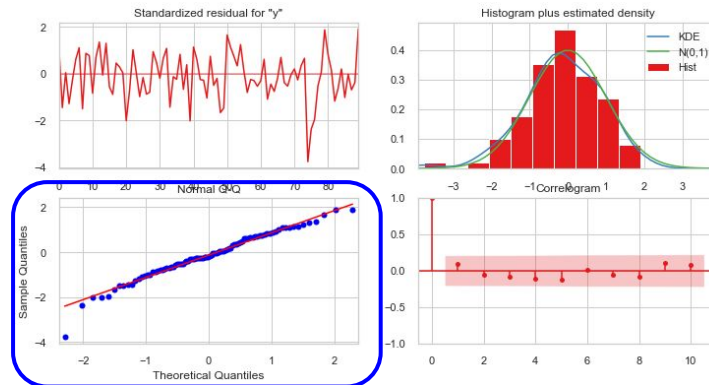 Standardized residual for "y"
Histogram plus estimated density
2
0
−2
−4
0 10 20 30 40 50 60 70 80
KDE
N(0,1)
Hist
0.4
0.3
0.2
0.1
0.0
−3 −2 −1 0 1 2 3
Normal Q-Q
Correlogram
Sample Quantiles
2
0
−2
−4
−2 −1 0 1 2
Theoretical Quantiles
1.0
0.5
0.0
−0.5
−1.0
0 2 4 6 8 10